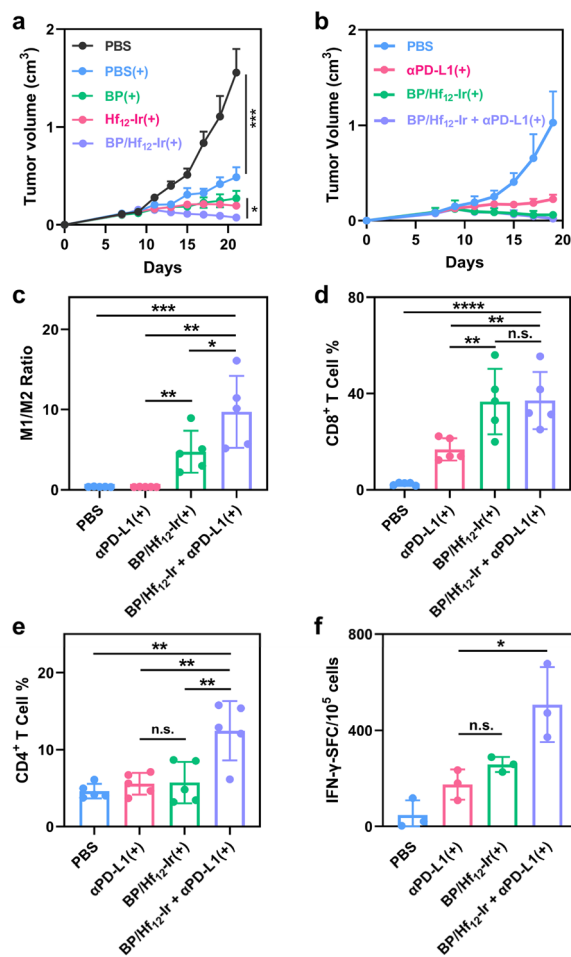 a
Tumor volume (cm³)
2
1
0
0 5 10 15 20
Days
PBS
PBS(+)
BP(+)
Hf₁₂-Ir(+)
BP/Hf₁₂-Ir(+)
***
*
b
Tumor Volume (cm³)
2
1
0
0 5 10 15 20
Days
PBS
αPD-L1(+)
BP/Hf₁₂-Ir(+)
BP/Hf₁₂-Ir + αPD-L1(+)
c
M1/M2 Ratio
20
10
0
***
**
*
**
PBS
αPD-L1(+)
BP/Hf₁₂-Ir(+)
BP/Hf₁₂-Ir + αPD-L1(+)
d
CD8⁺ T Cell %
80
40
0
****
**
** n.s.
PBS
αPD-L1(+)
BP/Hf₁₂-Ir(+)
BP/Hf₁₂-Ir + αPD-L1(+)
e
CD4⁺ T Cell %
20
10
0
**
**
**
n.s.
PBS
αPD-L1(+)
BP/Hf₁₂-Ir(+)
BP/Hf₁₂-Ir + αPD-L1(+)
f
IFN-γ-SFC/10⁵ cells
800
400
0
*
n.s.
PBS
αPD-L1(+)
BP/Hf₁₂-Ir(+)
BP/Hf₁₂-Ir + αPD-L1(+)